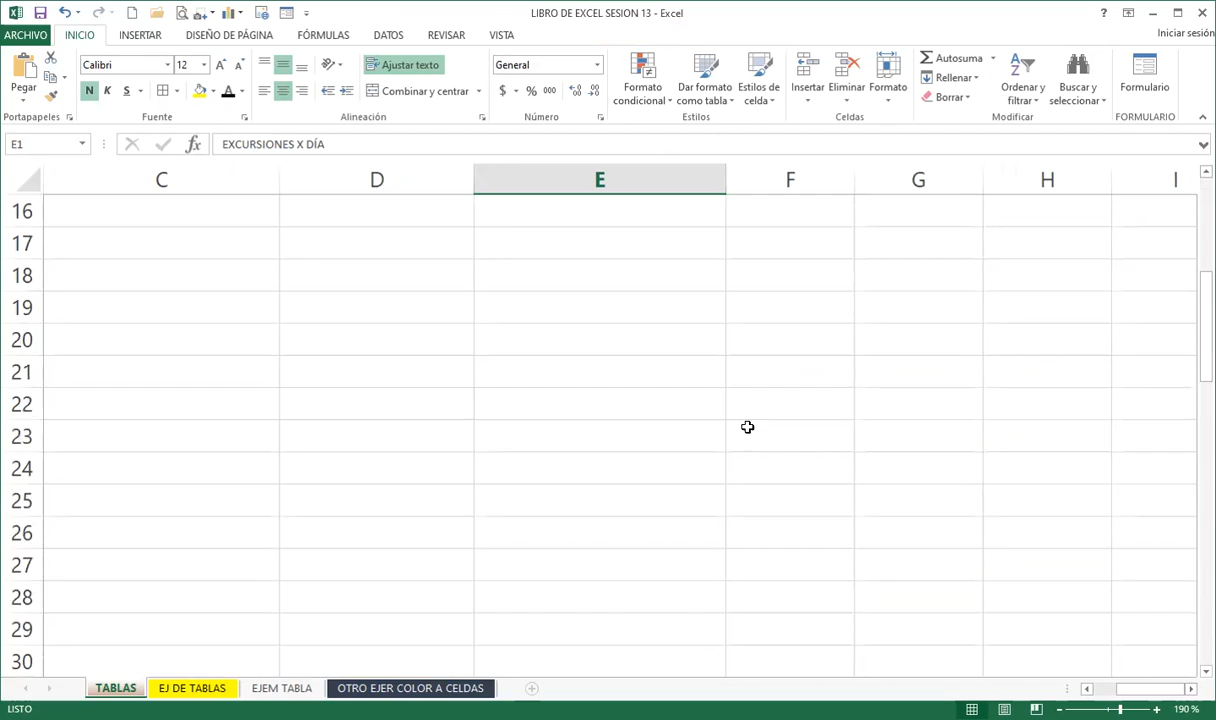 LIBRO DE EXCEL SESION 13 - Excel
ARCHIVO INICIO INSERTAR DISEÑO DE PÁGINA FÓRMULAS DATOS REVISAR VISTA Iniciar sesión
Pegar
Portapapeles
Calibri 12
N K S
Fuente
Ajustar texto
Combinar y centrar
Alineación
General
$ % 000
Número
Formato condicional
Dar formato como tabla
Estilos de celda
Estilos
Insertar Eliminar Formato
Celdas
Autosuma
Rellenar
Borrar
Ordenar y filtrar
Buscar y seleccionar
Modificar
Formulario
FORMULARIO
E1 fx EXCURSIONES X DÍA
C D E F G H I
16
17
18
19
20
21
22
23
24
25
26
27
28
29
30
TABLAS EJ DE TABLAS EJEM TABLA OTRO EJER COLOR A CELDAS
LISTO 190 %